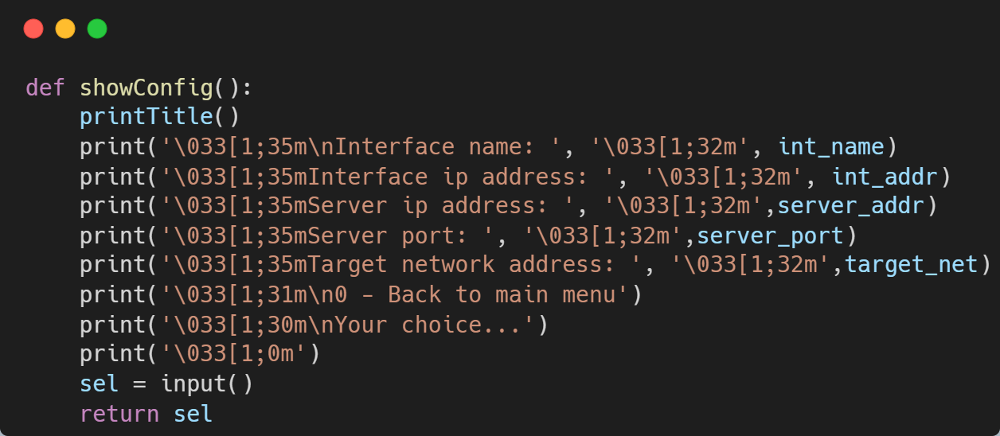 def showConfig():
    printTitle()
    print('\033[1;35m\nInterface name: ', '\033[1;32m', int_name)
    print('\033[1;35mInterface ip address: ', '\033[1;32m', int_addr)
    print('\033[1;35mServer ip address: ', '\033[1;32m',server_addr)
    print('\033[1;35mServer port: ', '\033[1;32m',server_port)
    print('\033[1;35mTarget network address: ', '\033[1;32m',target_net)
    print('\033[1;31m\n0 - Back to main menu')
    print('\033[1;30m\nYour choice...')
    print('\033[1;0m')
    sel = input()
    return sel